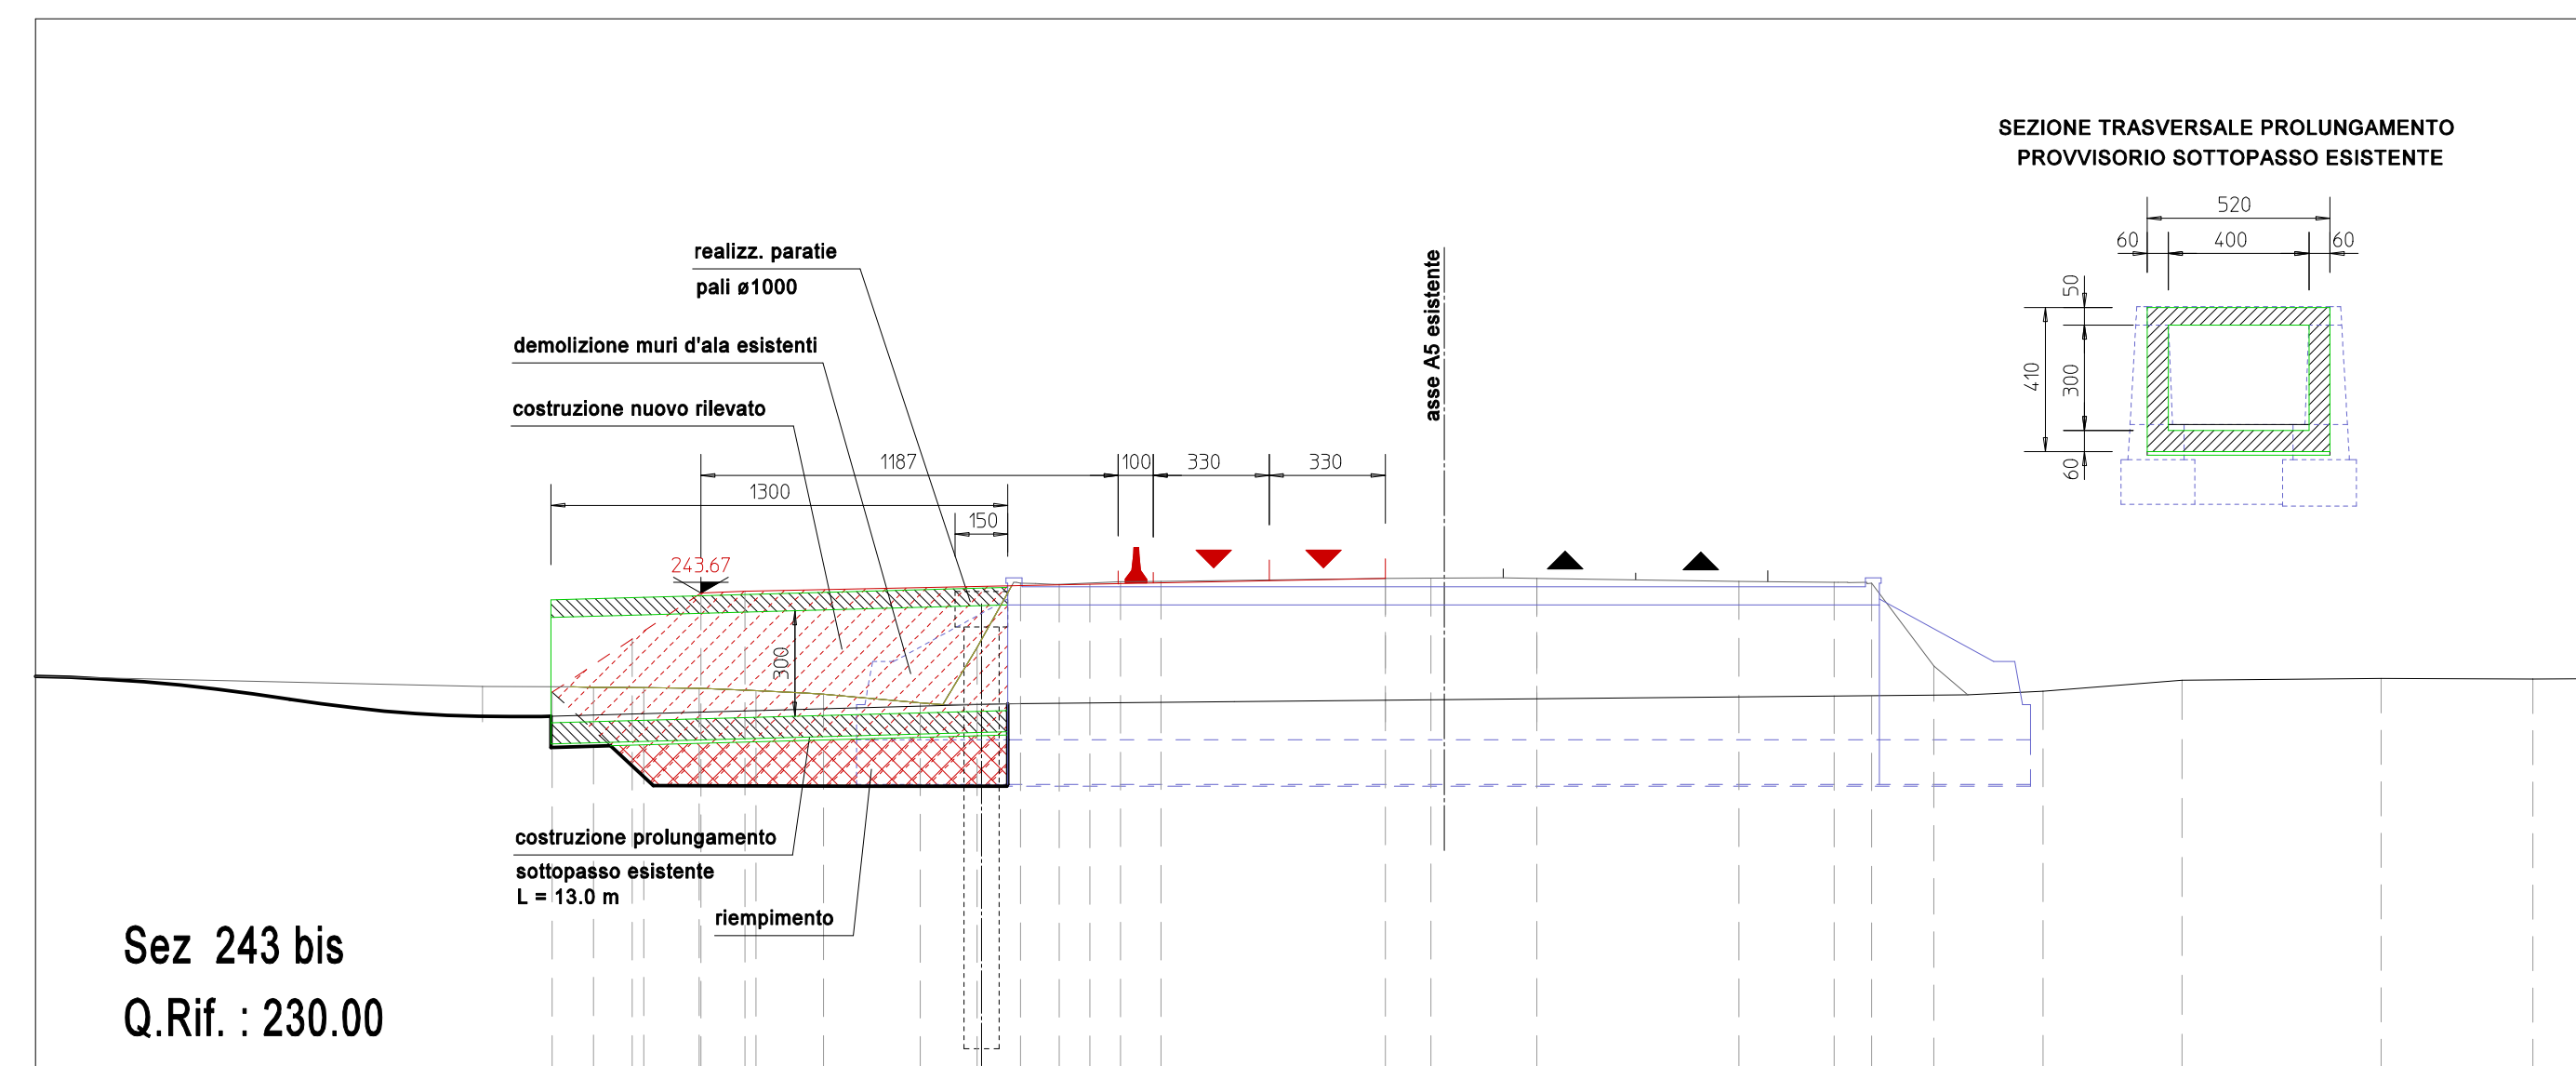 SEZIONE TRASVERSALE PROLUNGAMENTO
PROVVISORIO SOTTOPASSO ESISTENTE
520
60
400
60
50
410
300
60
realizz. paratie
pali ø1000
demolizione muri d'ala esistenti
costruzione nuovo rilevato
asse A5 esistente
1187
100
330
330
1300
150
243.67
300
costruzione prolungamento
sottopasso esistente
L = 13.0 m
riempimento
Sez 243 bis
Q.Rif. : 230.00